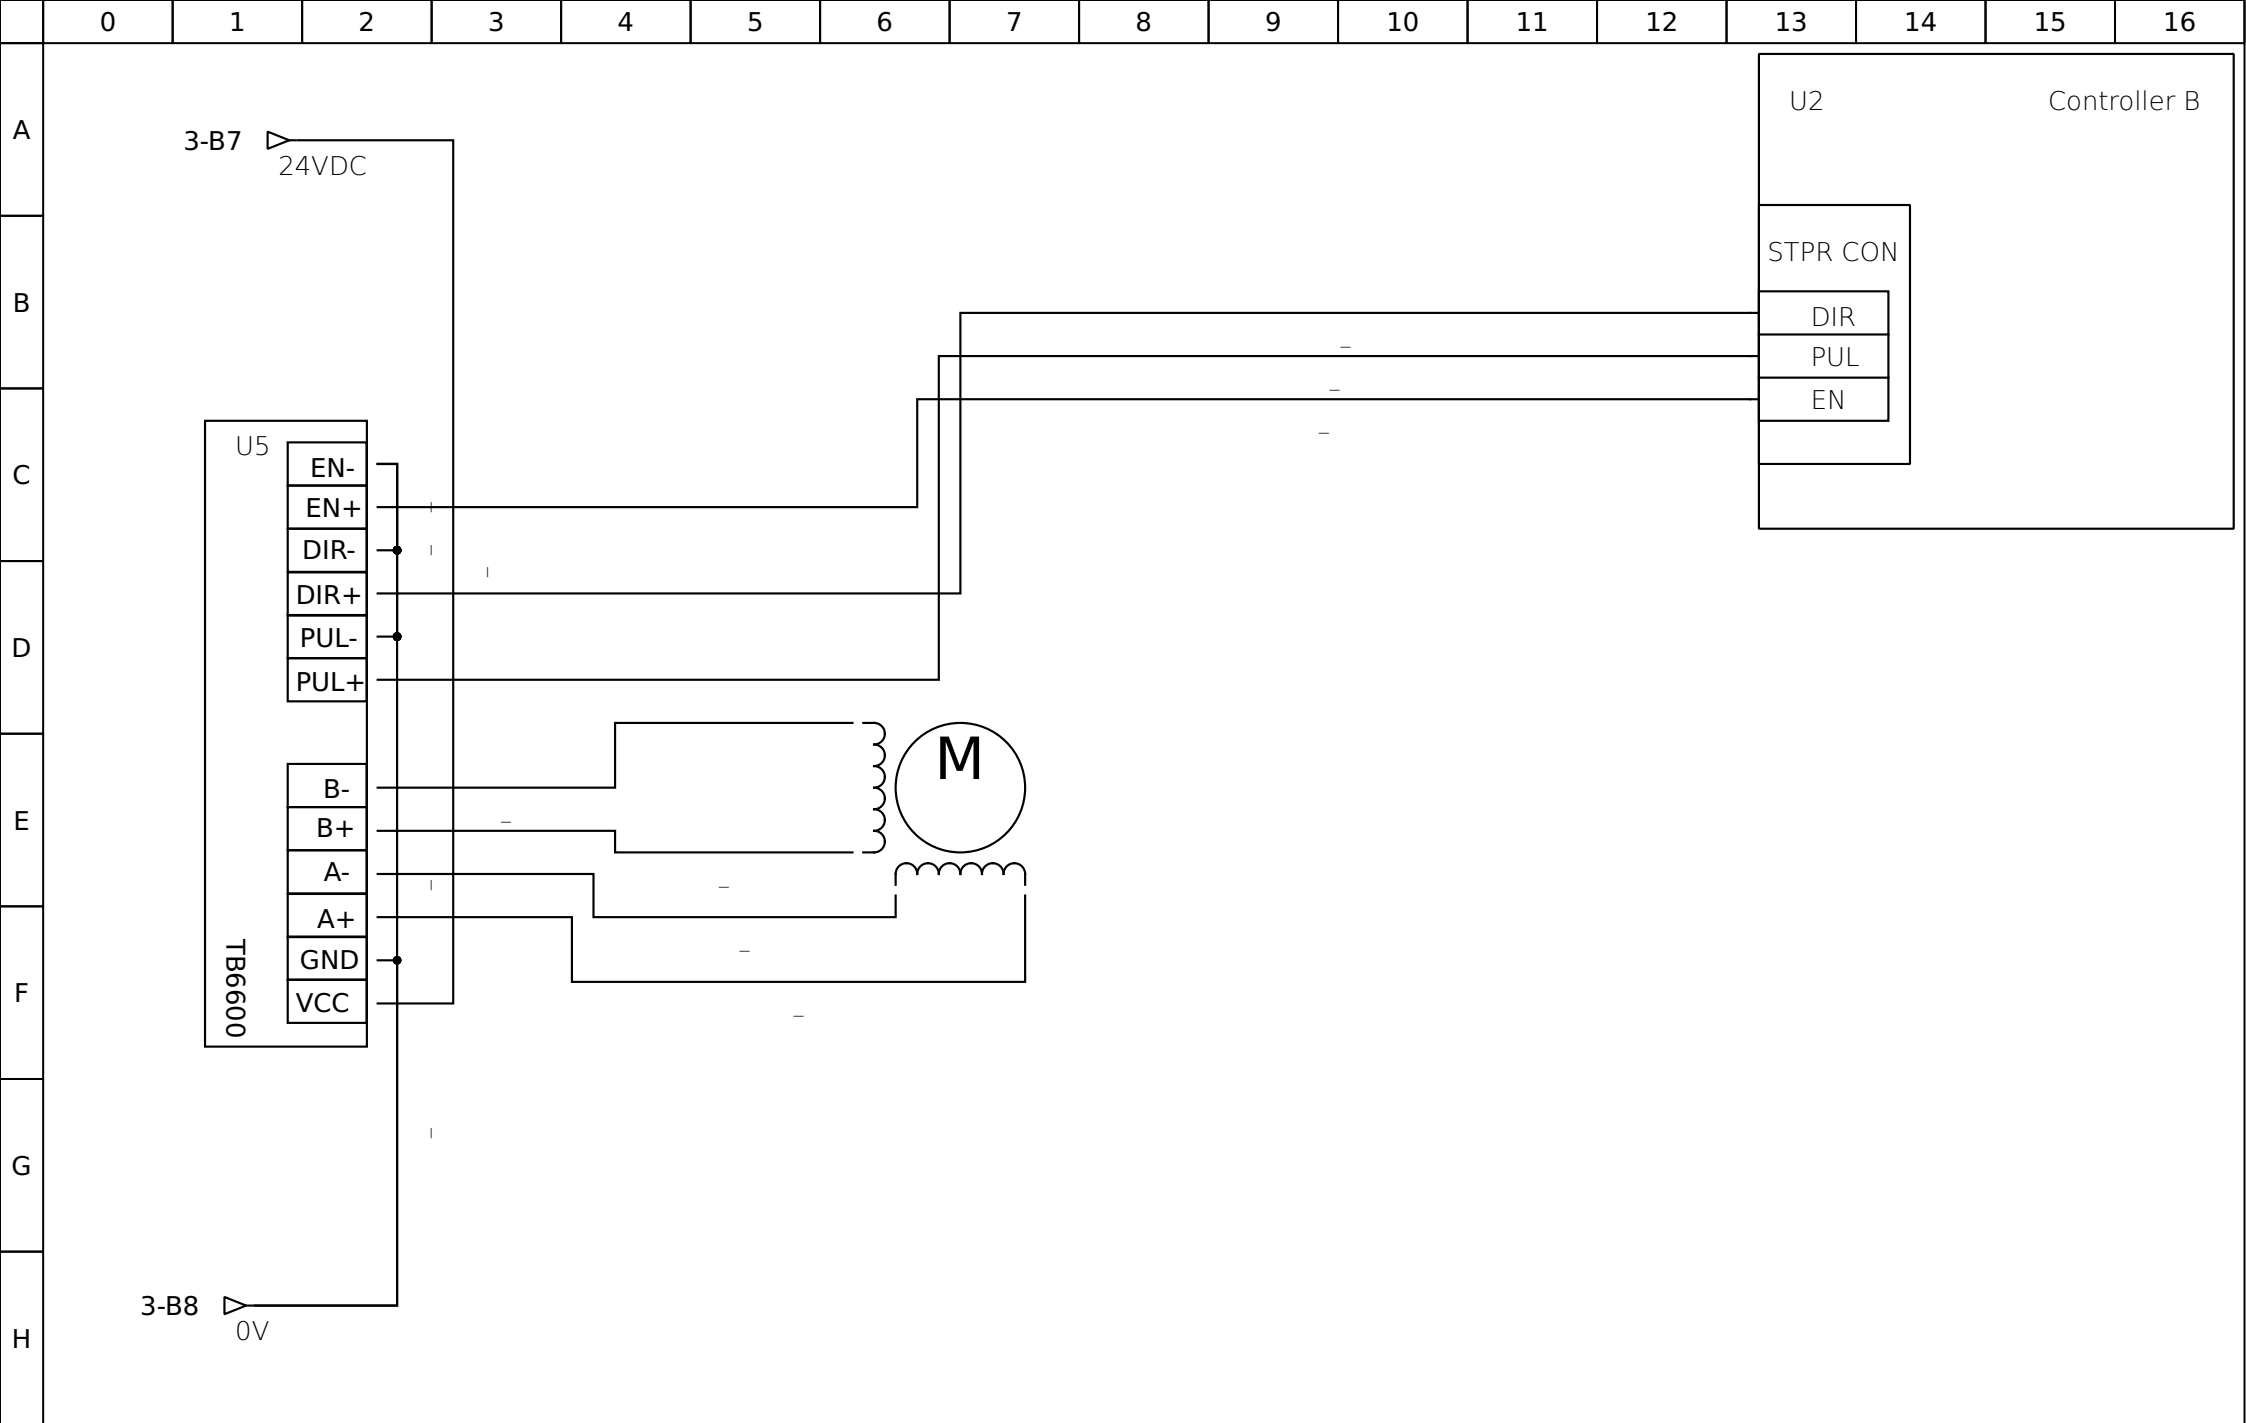 0 1 2 3 4 5 6 7 8 9 10 11 12 13 14 15 16
A
B
C
D
E
F
G
H
3-B7
24VDC
U2 Controller B
STPR CON
DIR
PUL
EN
U5
EN-
EN+
DIR-
DIR+
PUL-
PUL+
B-
B+
A-
A+
GND
VCC
TB6600
M
3-B8
0V